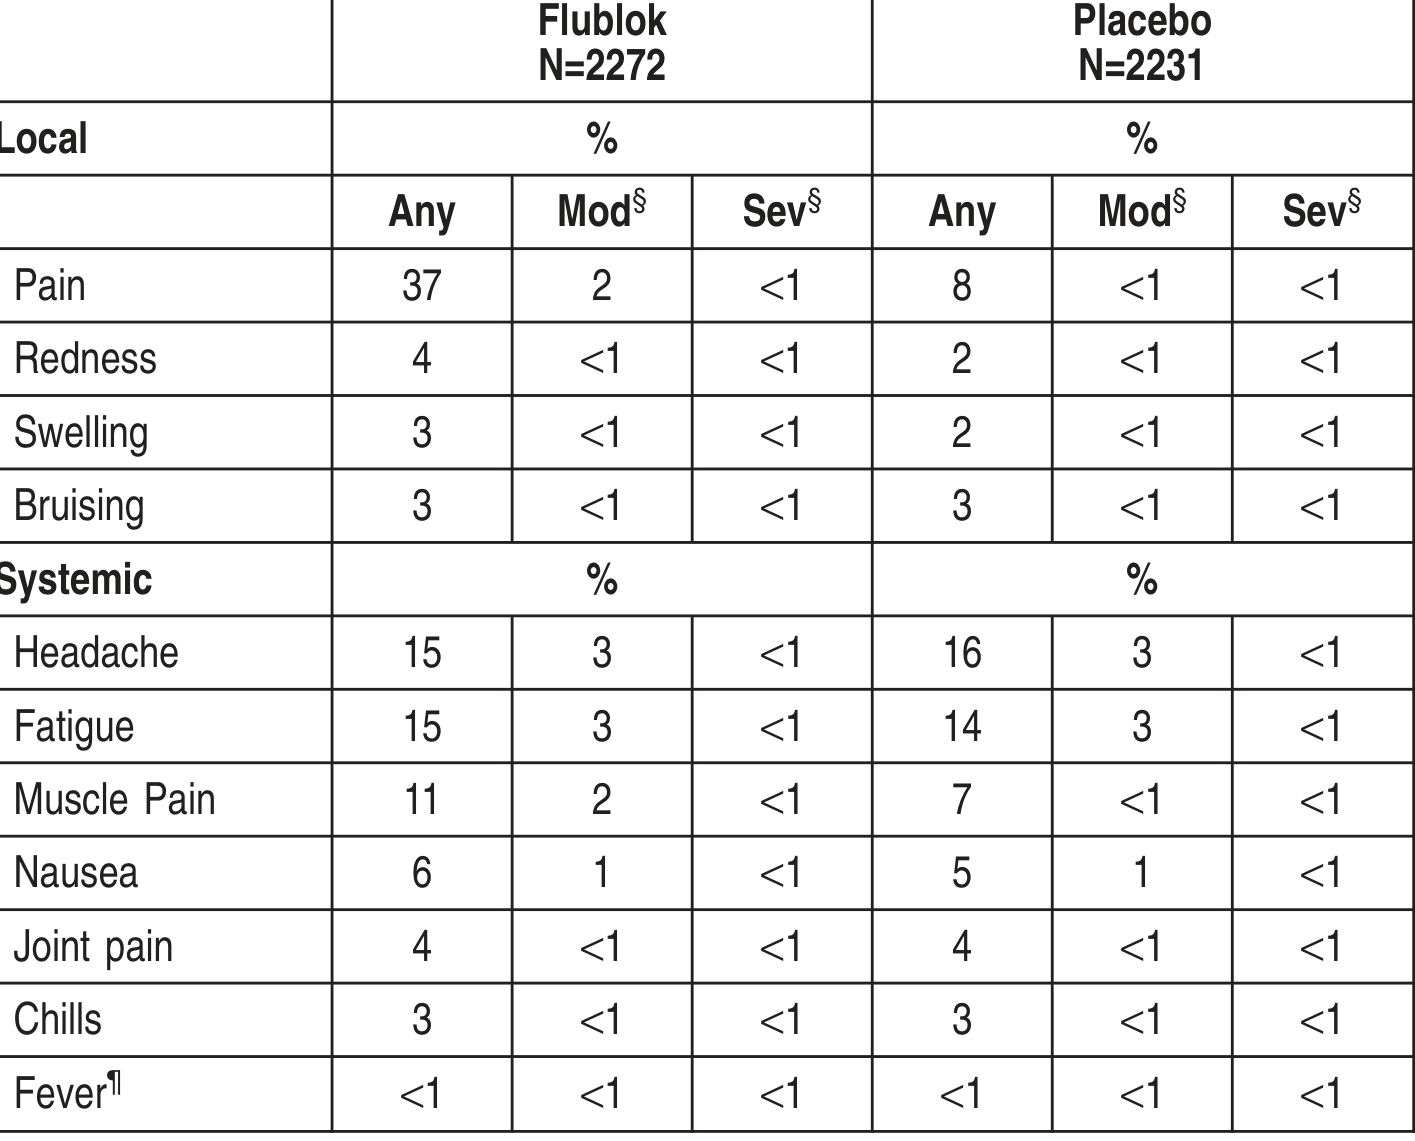 Flublok Placebo
N=2272 N=2231
Local % %
Any Mod§ Sev§ Any Mod§ Sev§
Pain 37 2 <1 8 <1 <1
Redness 4 <1 <1 2 <1 <1
Swelling 3 <1 <1 2 <1 <1
Bruising 3 <1 <1 3 <1 <1
Systemic % %
Headache 15 3 <1 16 3 <1
Fatigue 15 3 <1 14 3 <1
Muscle Pain 11 2 <1 7 <1 <1
Nausea 6 1 <1 5 1 <1
Joint pain 4 <1 <1 4 <1 <1
Chills 3 <1 <1 3 <1 <1
Fever¶ <1 <1 <1 <1 <1 <1